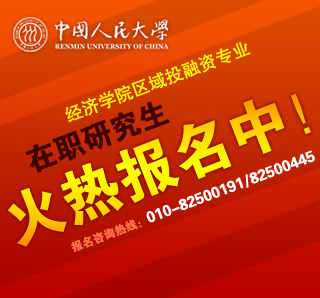 中国人民大学
RENMIN UNIVERSITY OF CHINA
经济学院区域投融资专业
在职研究生
火热报名中!
报名咨询热线:010-82500191/82500445